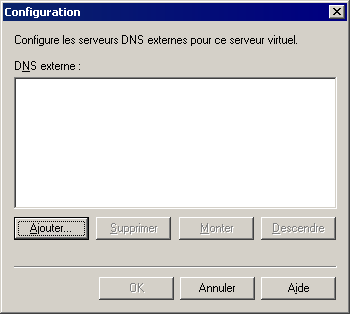 Configuration
Configure les serveurs DNS externes pour ce serveur virtuel.
DNS externe :
Ajouter... Supprimer Monter Descendre
OK Annuler Aide